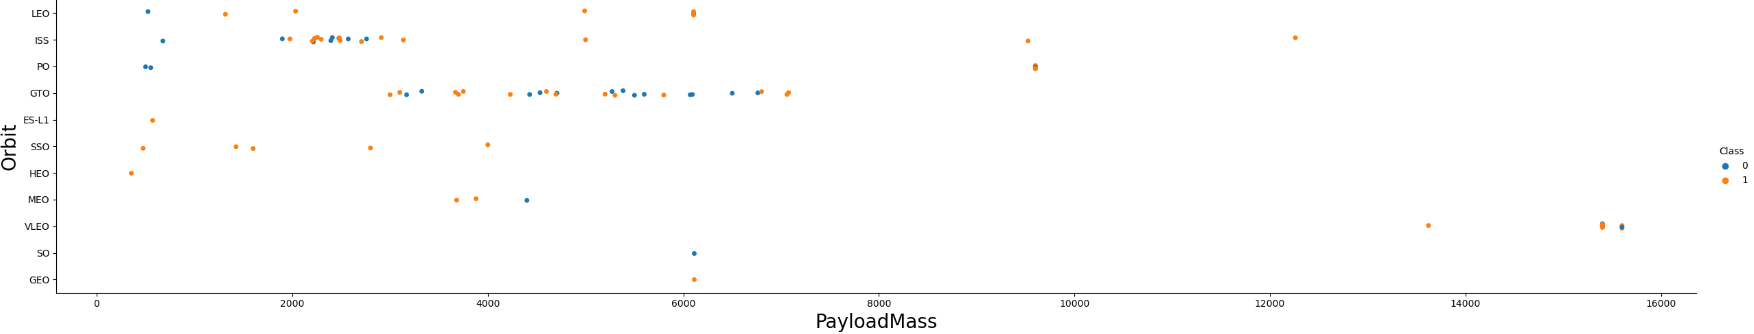 LEO
ISS
PO
GTO
ES-L1
SSO
HEO
MEO
VLEO
SO
GEO
Orbit
0 2000 4000 6000 8000 10000 12000 14000 16000
PayloadMass
Class
0
1